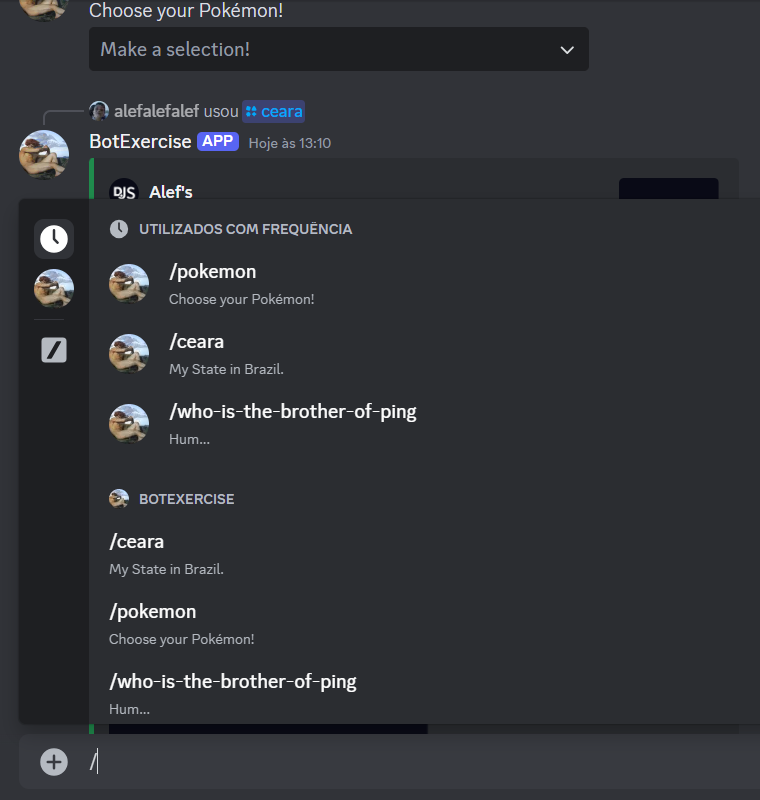 Choose your Pokémon!
Make a selection!
alefalefalef usou ceara
BotExercise APP Hoje às 13:10
DJS Alef's
UTILIZADOS COM FREQUÊNCIA
/pokemon
Choose your Pokémon!
/ceara
My State in Brazil.
/who-is-the-brother-of-ping
Hum...
BOTEXERCISE
/ceara
My State in Brazil.
/pokemon
Choose your Pokémon!
/who-is-the-brother-of-ping
Hum...
/